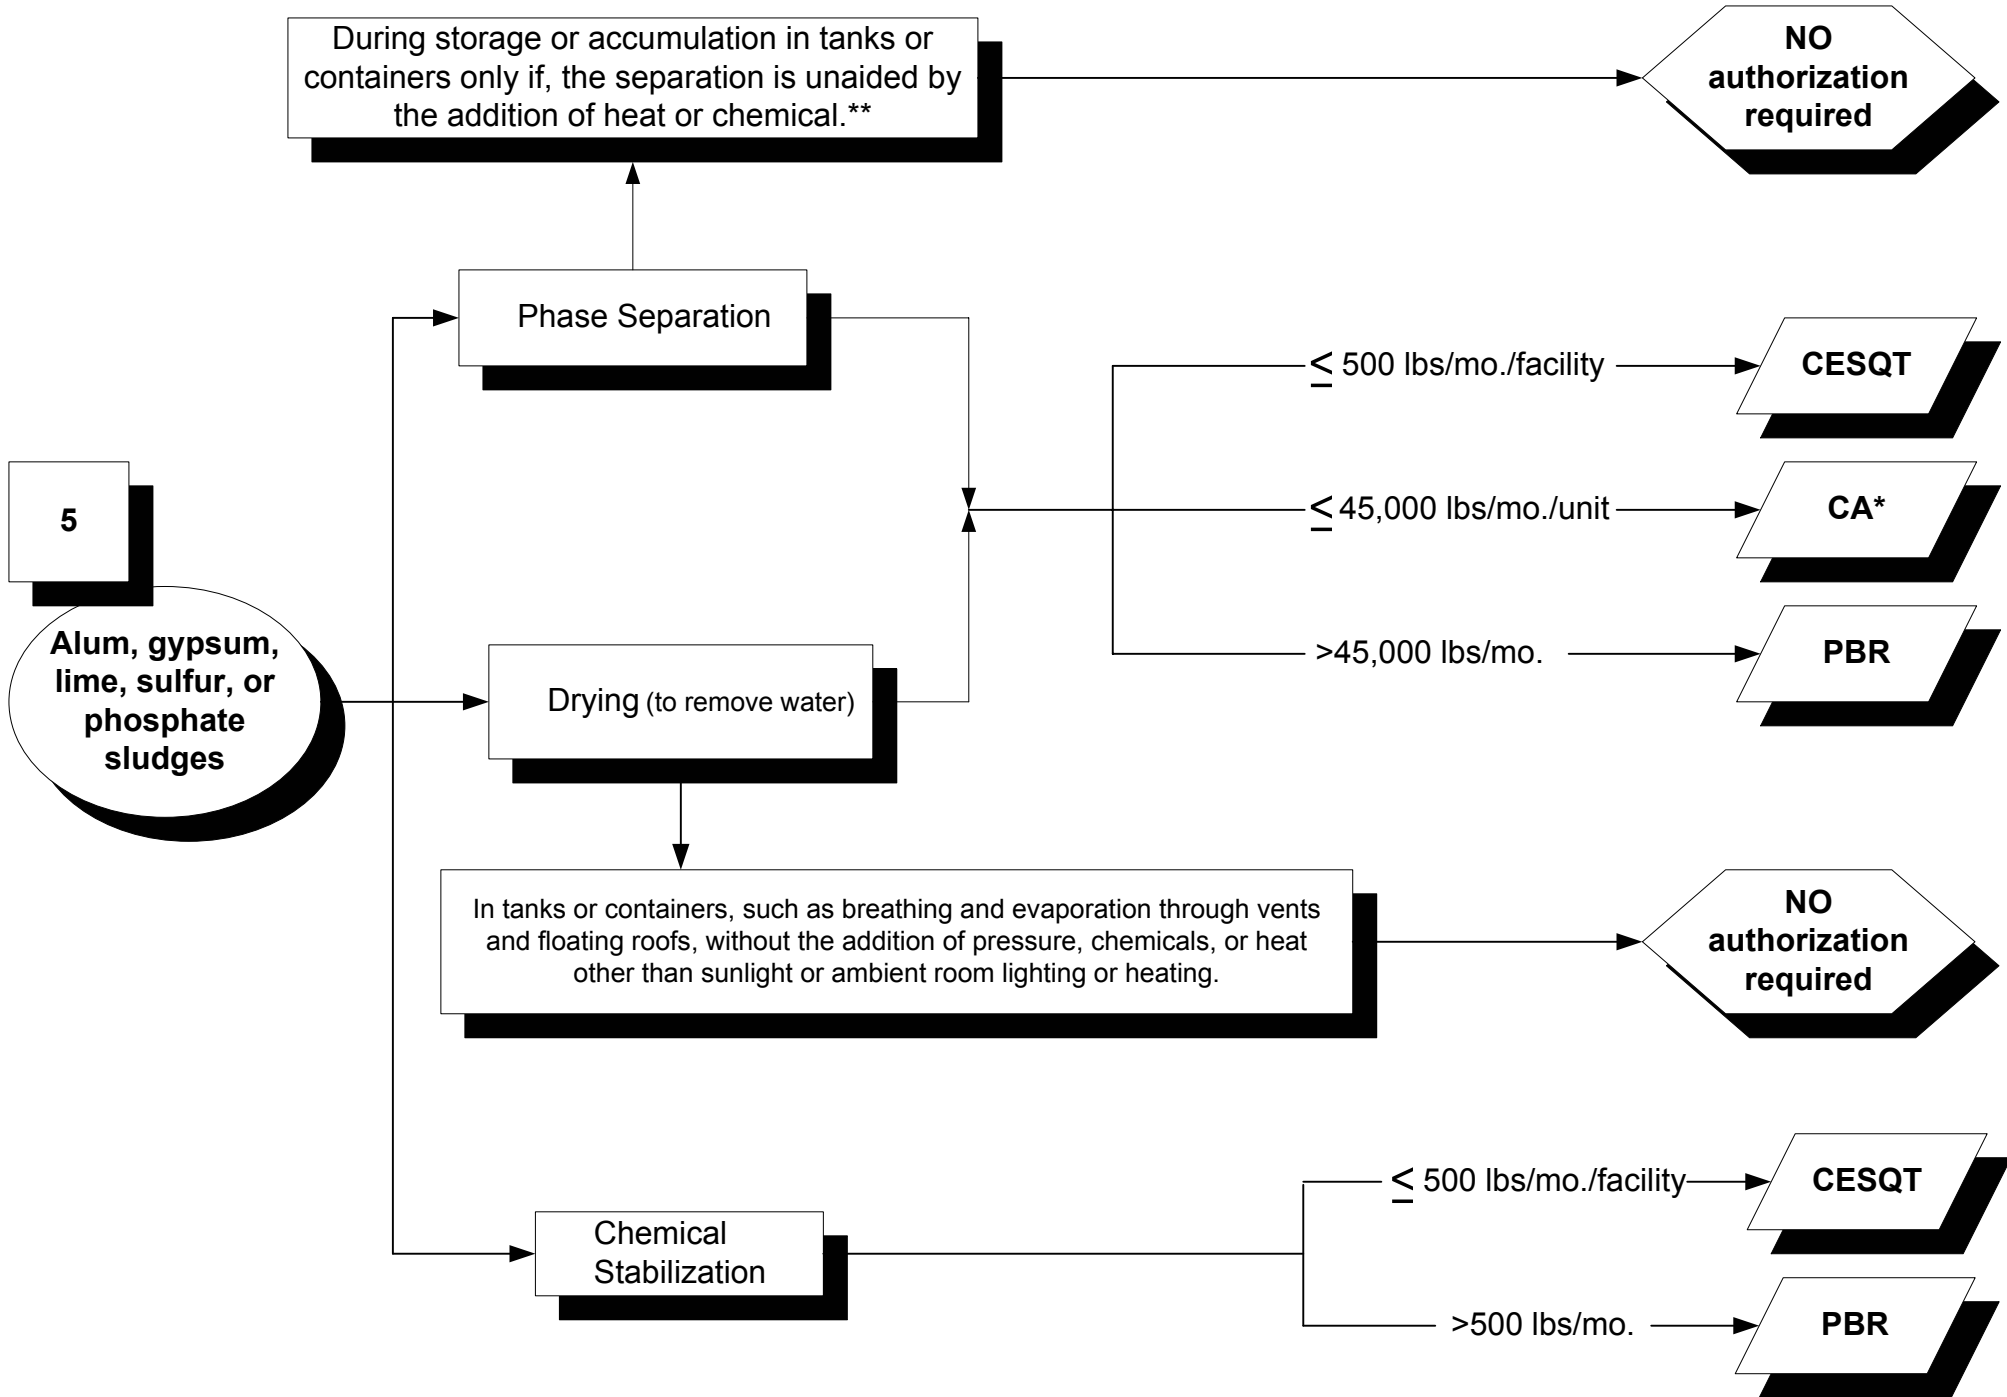 During storage or accumulation in tanks or
containers only if, the separation is unaided by
the addition of heat or chemical.**
NO
authorization
required
Phase Separation
≤ 500 lbs/mo./facility
CESQT
≤ 45,000 lbs/mo./unit
CA*
>45,000 lbs/mo.
PBR
5
Alum, gypsum,
lime, sulfur, or
phosphate
sludges
Drying (to remove water)
In tanks or containers, such as breathing and evaporation through vents
and floating roofs, without the addition of pressure, chemicals, or heat
other than sunlight or ambient room lighting or heating.
NO
authorization
required
Chemical
Stabilization
≤ 500 lbs/mo./facility
CESQT
>500 lbs/mo.
PBR